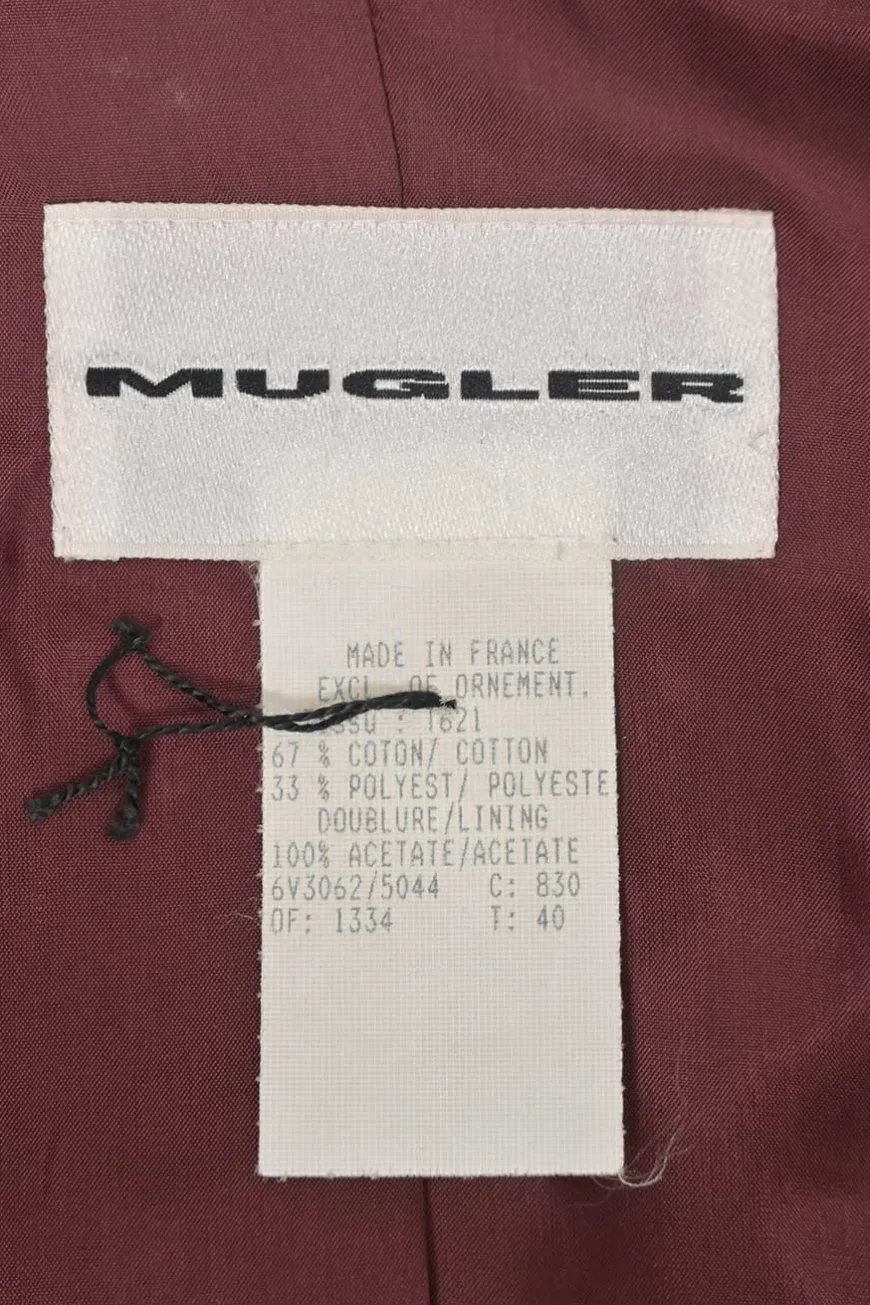 MUGLER
MADE IN FRANCE
EXCL. OF ORNEMENT.
: 1621
67 % COTON/ COTTON
33 % POLYEST/ POLYESTE
DOUBLURE/LINING
100% ACETATE/ACETATE
6V3062/5044 C: 830
OF: 1334 T: 40